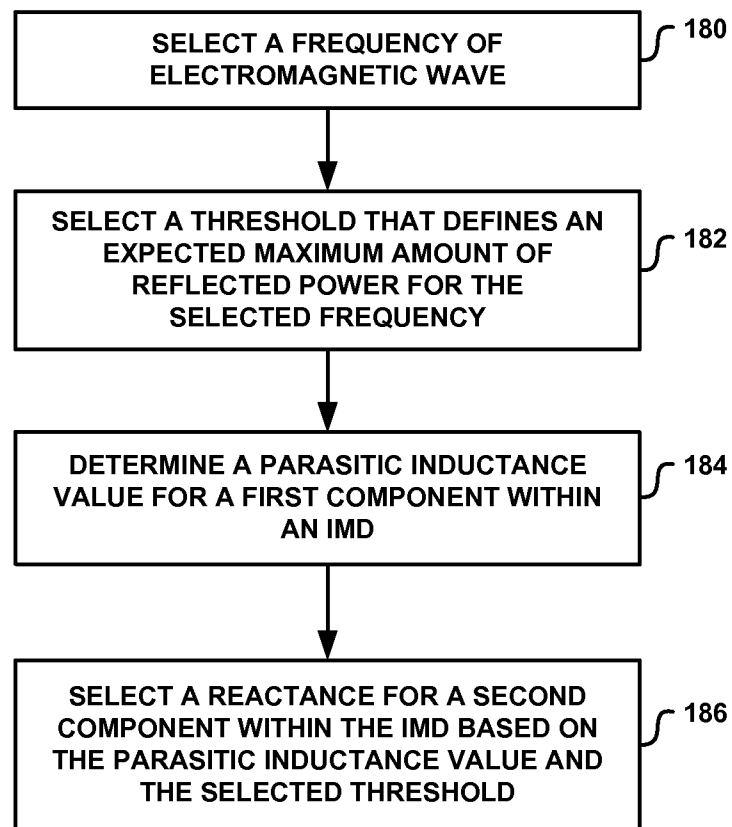 SELECT A FREQUENCY OF
ELECTROMAGNETIC WAVE
180
SELECT A THRESHOLD THAT DEFINES AN
EXPECTED MAXIMUM AMOUNT OF
REFLECTED POWER FOR THE
SELECTED FREQUENCY
182
DETERMINE A PARASITIC INDUCTANCE
VALUE FOR A FIRST COMPONENT WITHIN
AN IMD
184
SELECT A REACTANCE FOR A SECOND
COMPONENT WITHIN THE IMD BASED ON
THE PARASITIC INDUCTANCE VALUE AND
THE SELECTED THRESHOLD
186